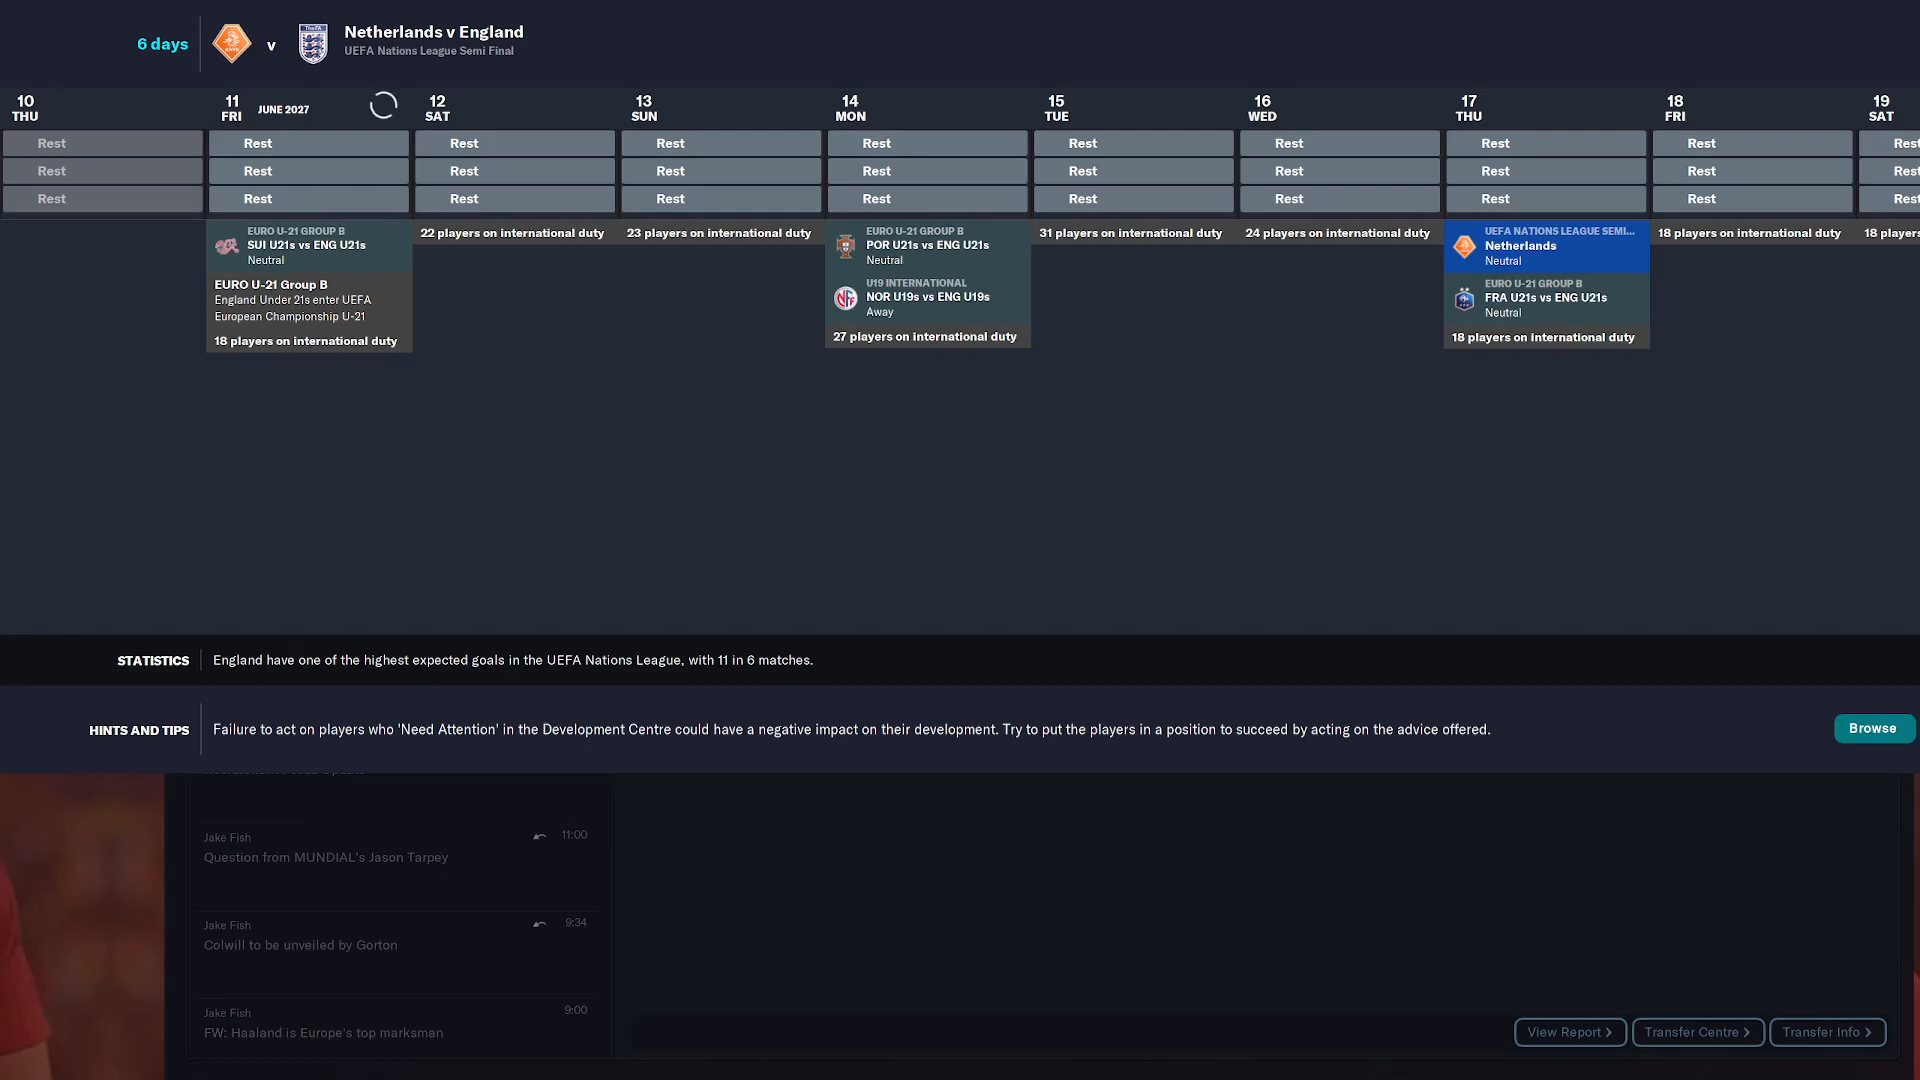 6 days
v
Netherlands v England
UEFA Nations League Semi Final
10
THU
11
FRI
JUNE 2027
12
SAT
13
SUN
14
MON
15
TUE
16
WED
17
THU
18
FRI
19
SAT
Rest Rest Rest Rest Rest Rest Rest Rest Rest Rest
Rest Rest Rest Rest Rest Rest Rest Rest Rest Rest
Rest Rest Rest Rest Rest Rest Rest Rest Rest Rest
EURO U-21 GROUP B
SUI U21s vs ENG U21s
Neutral
EURO U-21 Group B
England Under 21s enter UEFA
European Championship U-21
18 players on international duty
22 players on international duty
23 players on international duty
EURO U-21 GROUP B
POR U21s vs ENG U21s
Neutral
U19 INTERNATIONAL
NOR U19s vs ENG U19s
Away
27 players on international duty
31 players on international duty
24 players on international duty
UEFA NATIONS LEAGUE SEMI...
Netherlands
Neutral
EURO U-21 GROUP B
FRA U21s vs ENG U21s
Neutral
18 players on international duty
18 players on international duty
18 players
STATISTICS
England have one of the highest expected goals in the UEFA Nations League, with 11 in 6 matches.
HINTS AND TIPS
Failure to act on players who 'Need Attention' in the Development Centre could have a negative impact on their development. Try to put the players in a position to succeed by acting on the advice offered.
Browse
Jake Fish
11:00
Question from MUNDIAL's Jason Tarpey
Jake Fish
9:34
Colwill to be unveiled by Gorton
Jake Fish
9:00
FW: Haaland is Europe's top marksman
View Report
Transfer Centre
Transfer Info